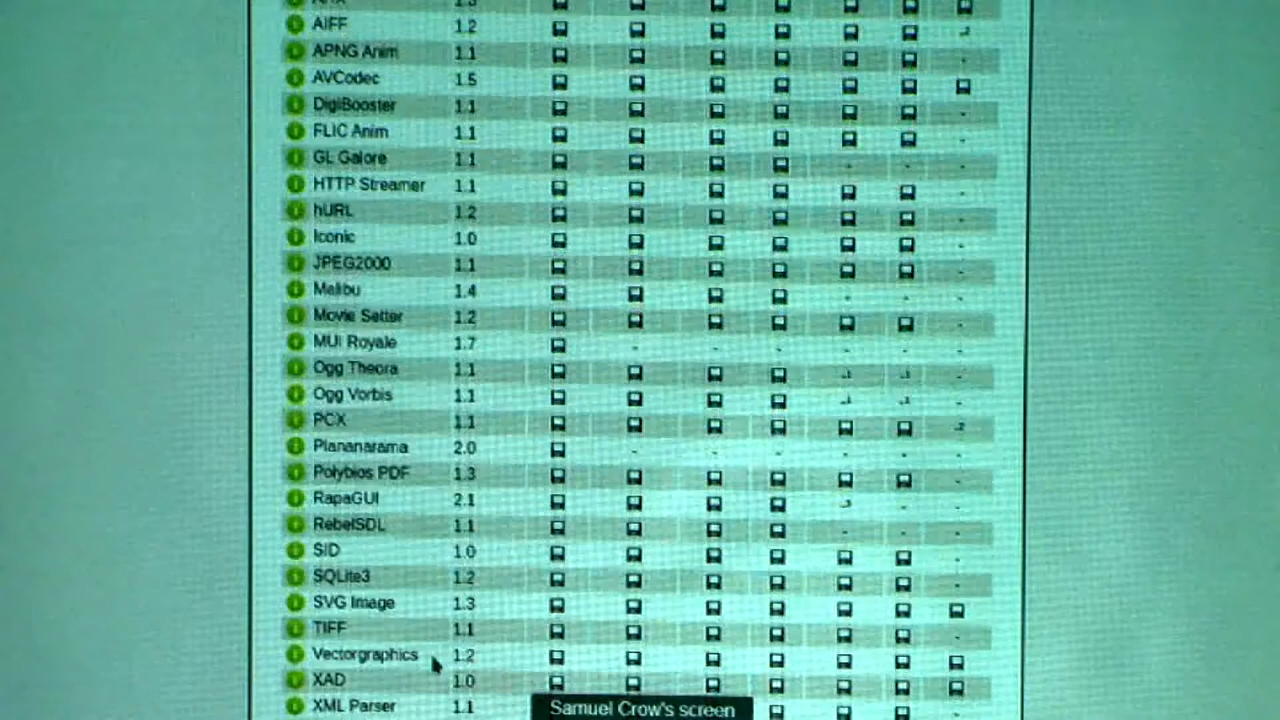 AIFF 1.2
APNG Anim 1.1 -
AVCodec 1.5
DigiBooster 1.1 -
FLIC Anim 1.1 -
GL Galore 1.1 - - -
HTTP Streamer 1.1 -
hURL 1.2 -
Iconic 1.0 -
JPEG2000 1.1 -
Malibu 1.4 - - -
Movie Setter 1.2 -
MUI Royale 1.7 - - - - - -
Ogg Theora 1.1 -
Ogg Vorbis 1.1 -
PCX 1.1
Plananarama 2.0 - - - - - -
Polybios PDF 1.3 -
RapaGUI 2.1 - -
RebelSDL 1.1 - - -
SID 1.0 -
SQLite3 1.2 -
SVG Image 1.3
TIFF 1.1 -
Vectorgraphics 1.2
XAD 1.0
XML Parser 1.1 -
Samuel Crow's screen